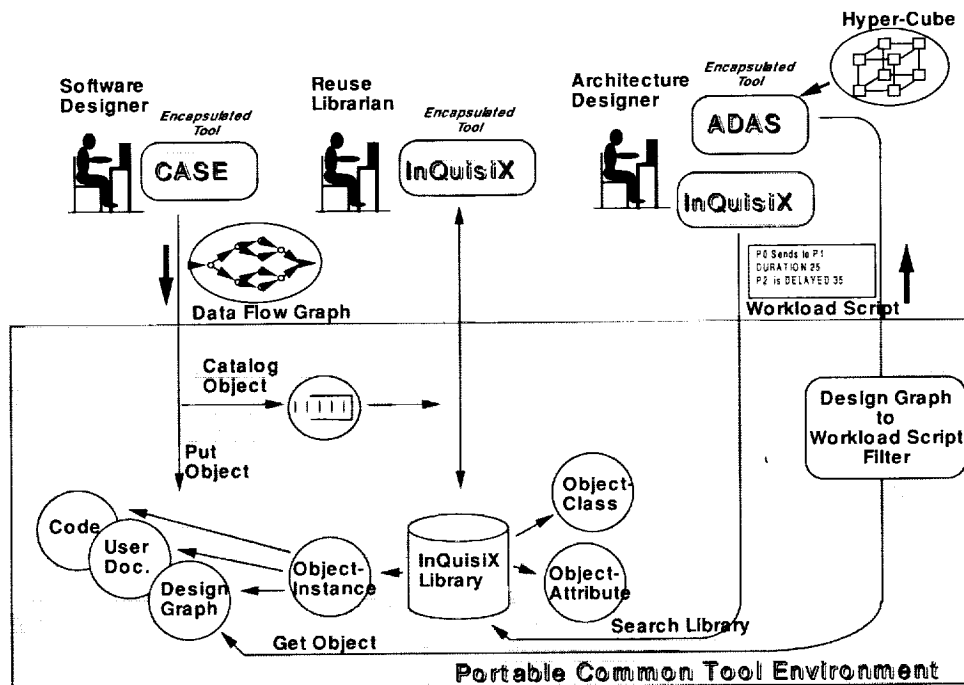 Hyper-Cube
Software
Designer
Encapsulated
Tool
CASE
Reuse
Librarian
Encapsulated
Tool
InQuisiX
Architecture
Designer
Encapsulated
Tool
ADAS
InQuisiX
P0 Sends to P1
DURATION 25
P2 is DELAYED 35
Workload Script
Data Flow Graph
Catalog
Object
Put
Object
Design Graph
to
Workload Script
Filter
Code
User
Doc.
Design
Graph
Object-
Instance
InQuisiX
Library
Object-
Class
Object-
Attribute
Search Library
Get Object
Portable Common Tool Environment